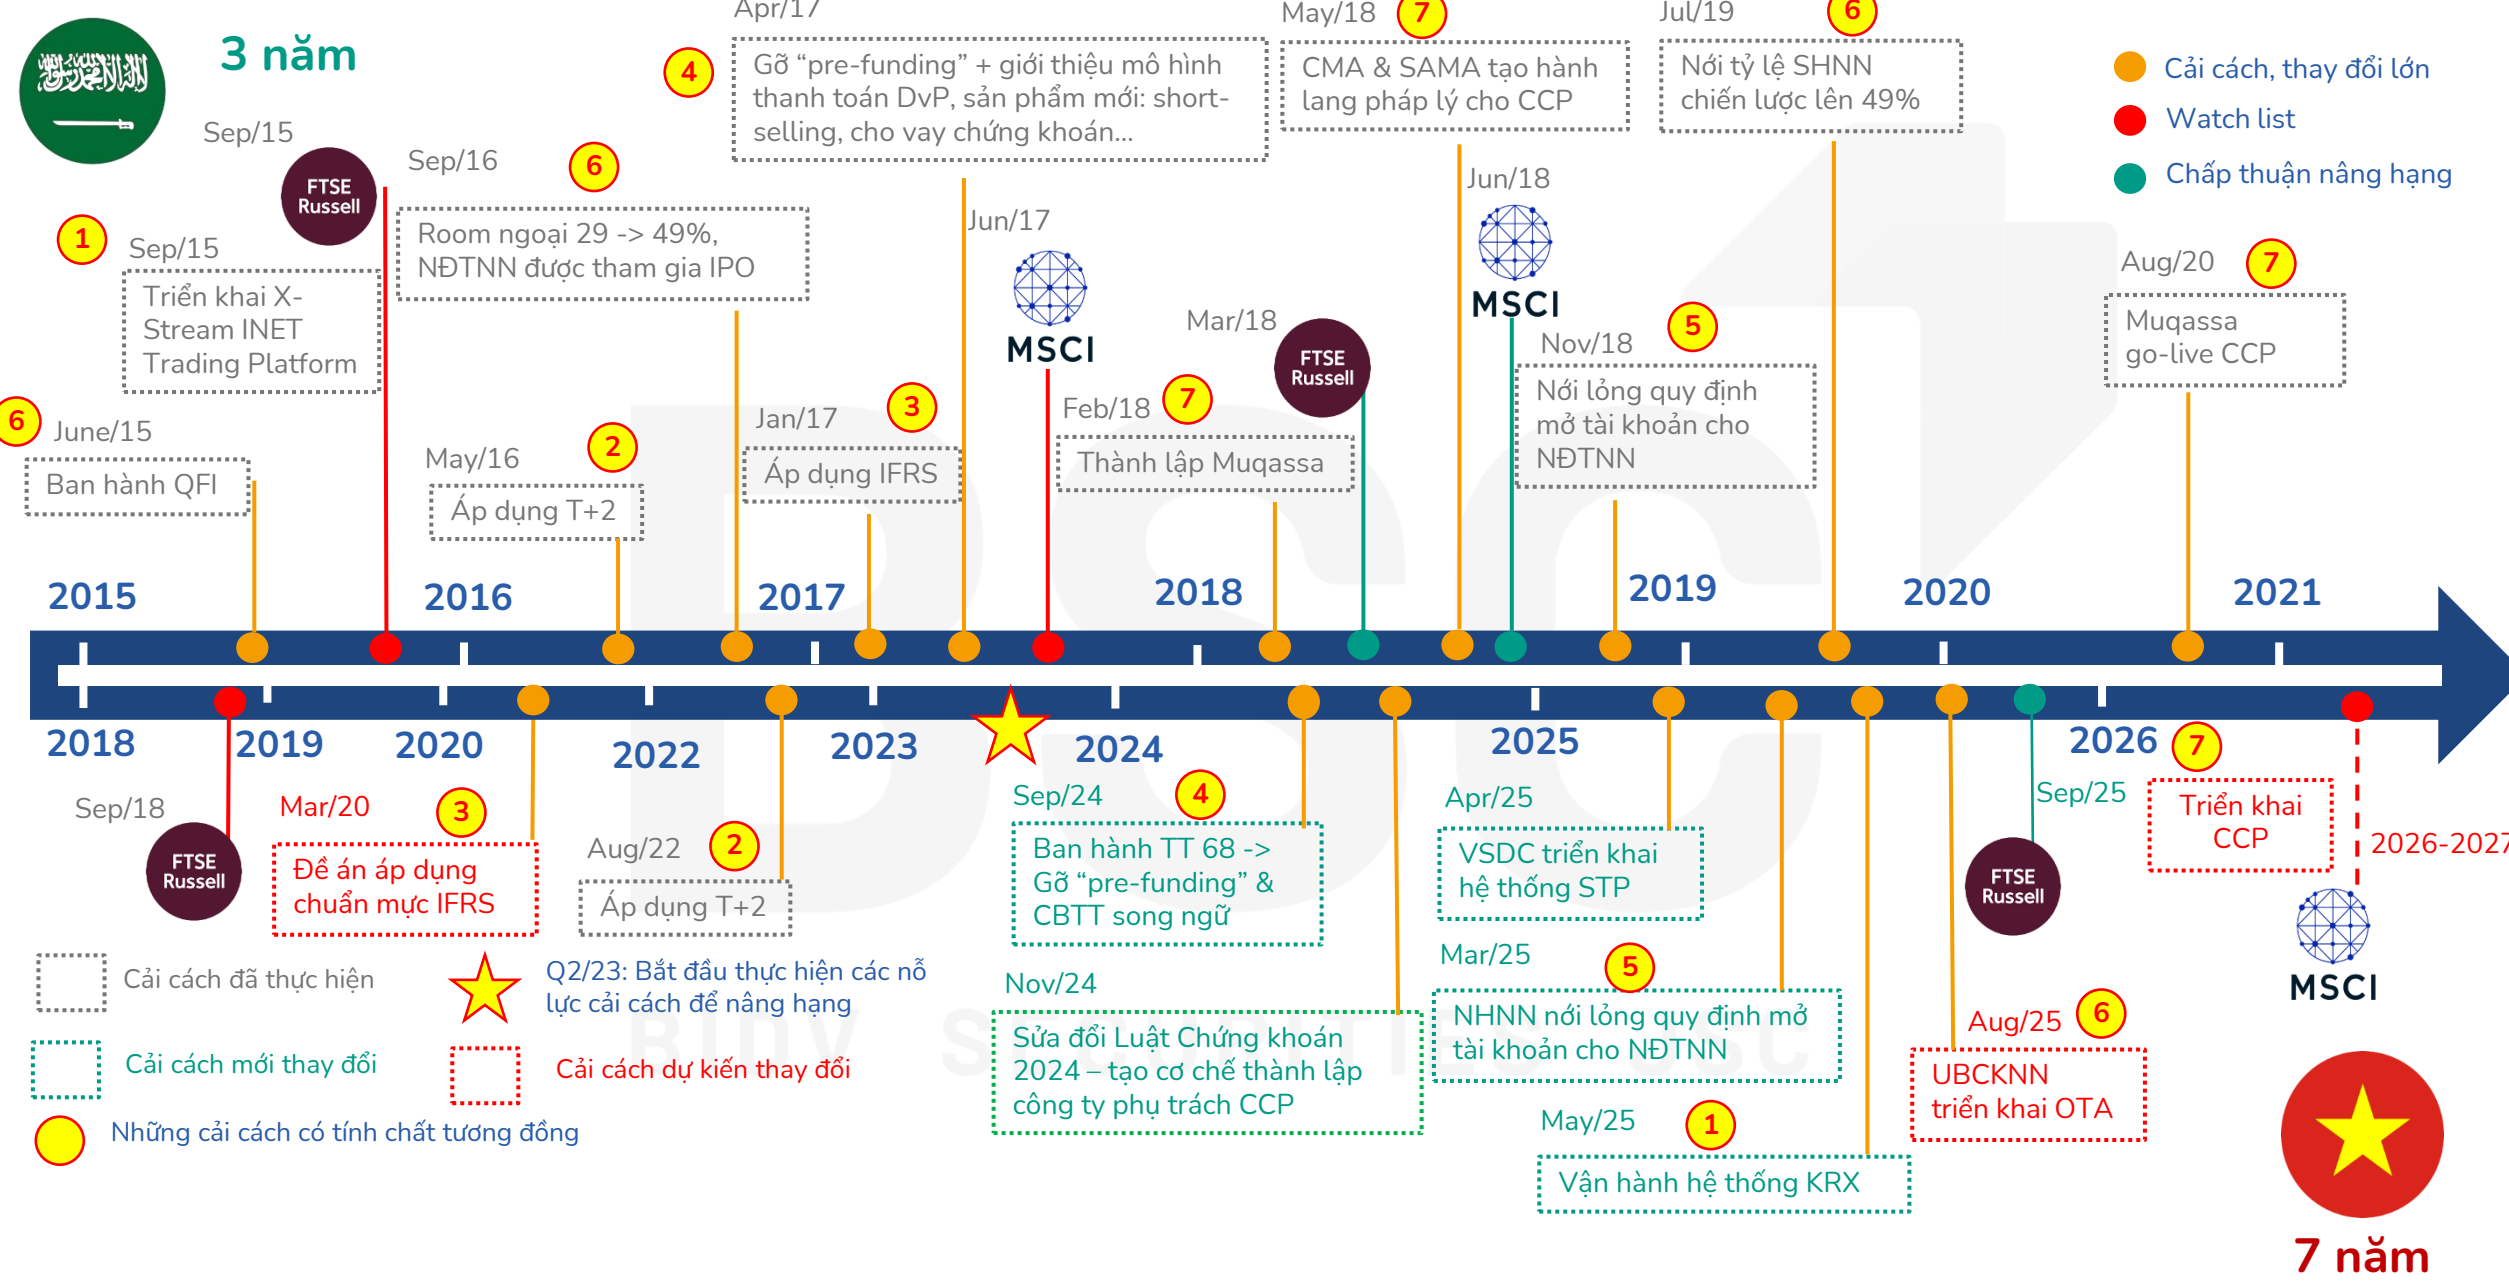 3 năm
Sep/15
FTSE
Russell
1
Sep/15
Triển khai X-
Stream INET
Trading Platform
6
June/15
Ban hành QFI
Sep/16
6
Room ngoại 29 -> 49%,
NĐTNN được tham gia IPO
May/16
2
Áp dụng T+2
Apr/17
4
Gỡ “pre-funding” + giới thiệu mô hình
thanh toán DvP, sản phẩm mới: short-
selling, cho vay chứng khoán...
Jan/17
3
Áp dụng IFRS
Jun/17
MSCI
Feb/18
7
Thành lập Muqassa
Mar/18
FTSE
Russell
May/18
7
CMA & SAMA tạo hành
lang pháp lý cho CCP
Jun/18
MSCI
Nov/18
5
Nới lỏng quy định
mở tài khoản cho
NĐTNN
Jul/19
6
Nới tỷ lệ SHNN
chiến lược lên 49%
Cải cách, thay đổi lớn
Watch list
Chấp thuận nâng hạng
Aug/20
7
Muqassa
go-live CCP
2015
2016
2017
2018
2019
2020
2021
BSC
2018
2019
2020
2022
2023
2024
2025
2026
Sep/18
FTSE
Russell
Mar/20
3
Đề án áp dụng
chuẩn mực IFRS
Aug/22
2
Áp dụng T+2
Sep/24
4
Ban hành TT 68 ->
Gỡ “pre-funding” &
CBTT song ngữ
Nov/24
Sửa đổi Luật Chứng khoán
2024 – tạo cơ chế thành lập
công ty phụ trách CCP
Apr/25
VSDC triển khai
hệ thống STP
Mar/25
5
NHNN nới lỏng quy định mở
tài khoản cho NĐTNN
May/25
1
Vận hành hệ thống KRX
Sep/25
FTSE
Russell
Aug/25
6
UBCKNN
triển khai OTA
7
Triển khai
CCP
2026-2027
MSCI
7 năm
Cải cách đã thực hiện
Q2/23: Bắt đầu thực hiện các nỗ
lực cải cách để nâng hạng
Cải cách mới thay đổi
Cải cách dự kiến thay đổi
Những cải cách có tính chất tương đồng
BIDV SECURITIES JSC